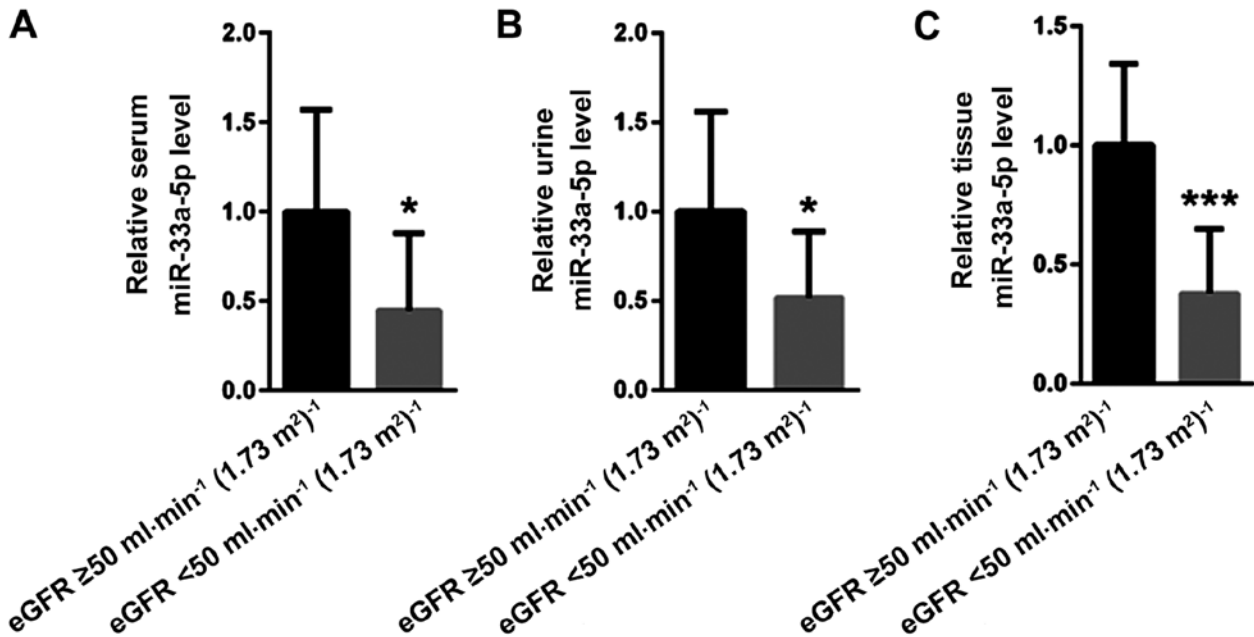 A
Relative serum
miR-33a-5p level
2.0
1.5
1.0
0.5
0.0
*
eGFR ≥50 ml·min⁻¹ (1.73 m²)⁻¹
eGFR <50 ml·min⁻¹ (1.73 m²)⁻¹
B
Relative urine
miR-33a-5p level
2.0
1.5
1.0
0.5
0.0
*
eGFR ≥50 ml·min⁻¹ (1.73 m²)⁻¹
eGFR <50 ml·min⁻¹ (1.73 m²)⁻¹
C
Relative tissue
miR-33a-5p level
1.5
1.0
0.5
0.0
***
eGFR ≥50 ml·min⁻¹ (1.73 m²)⁻¹
eGFR <50 ml·min⁻¹ (1.73 m²)⁻¹